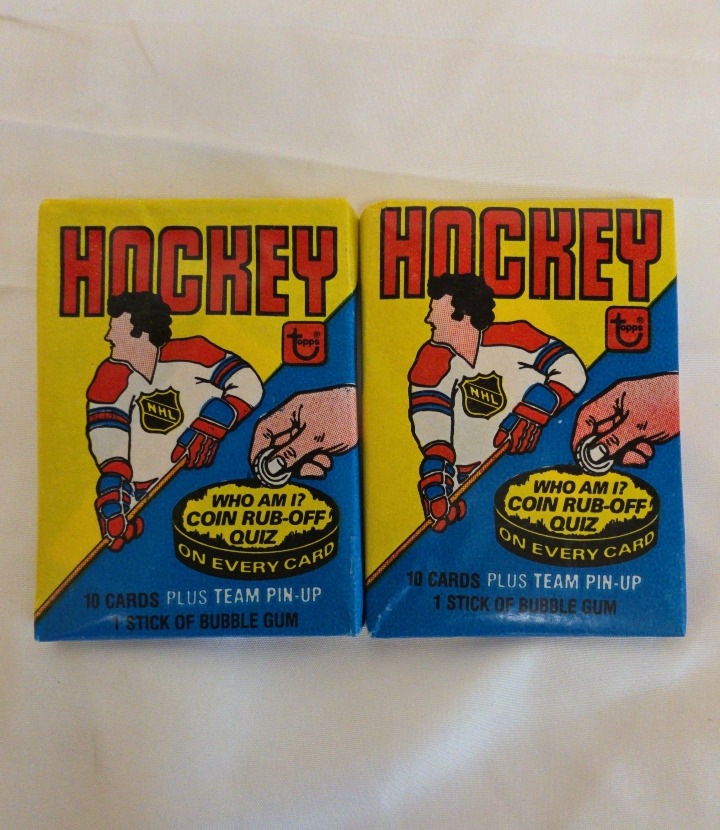 HOCKEY
topps®
NHL
WHO AM I?
COIN RUB-OFF
QUIZ
ON EVERY CARD
10 CARDS PLUS TEAM PIN-UP
1 STICK OF BUBBLE GUM
HOCKEY
topps®
NHL
WHO AM I?
COIN RUB-OFF
QUIZ
ON EVERY CARD
10 CARDS PLUS TEAM PIN-UP
1 STICK OF BUBBLE GUM